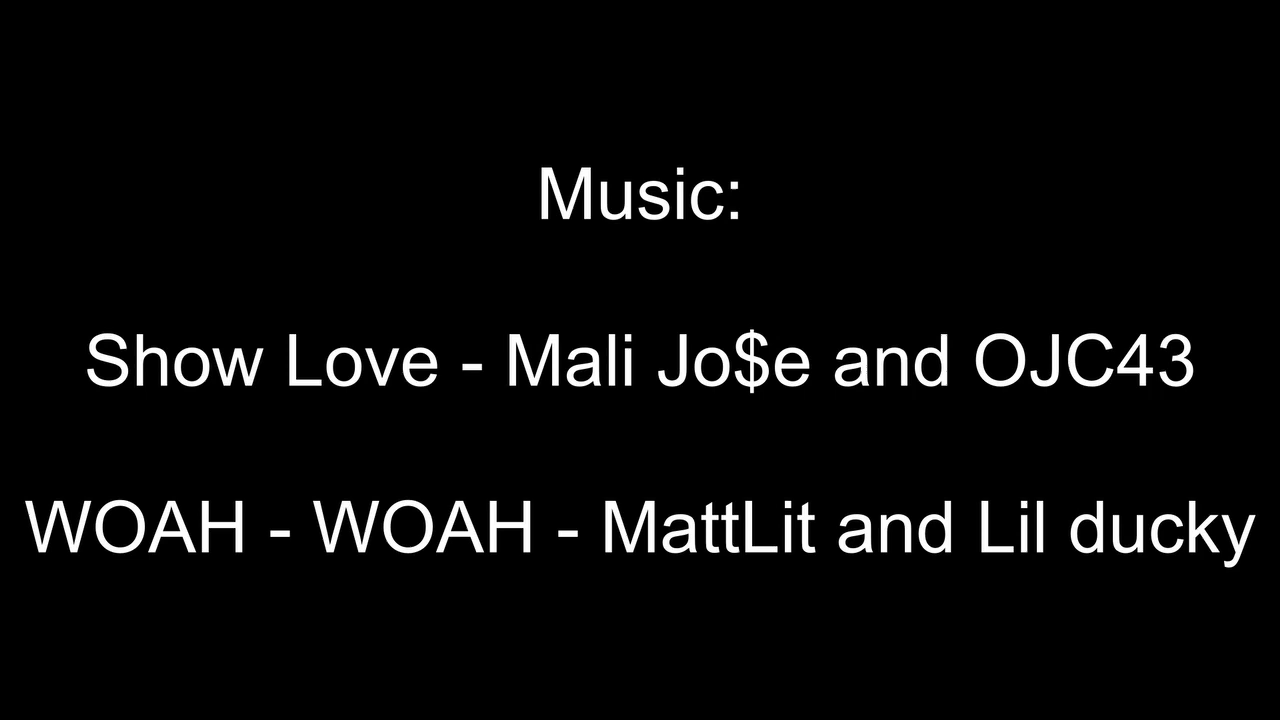 Music:
Show Love - Mali Jo$e and OJC43
WOAH - WOAH - MattLit and Lil ducky